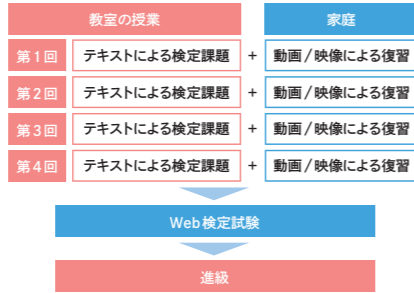 教室の授業 家庭
第1回 テキストによる検定課題 + 動画/映像による復習
第2回 テキストによる検定課題 + 動画/映像による復習
第3回 テキストによる検定課題 + 動画/映像による復習
第4回 テキストによる検定課題 + 動画/映像による復習
Web検定試験
進級